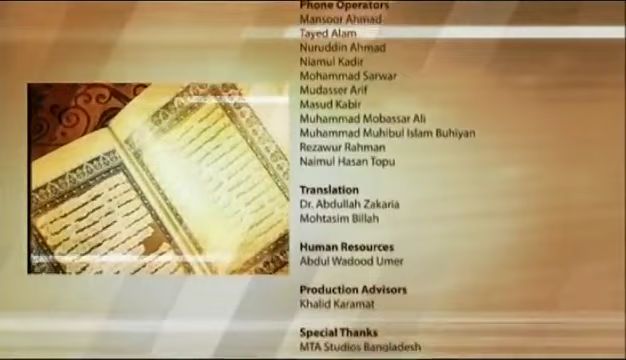 Phone Operators
Mansoor Ahmad
Tayed Alam
Nuruddin Ahmad
Niamul Kadir
Mohammad Sarwar
Mudasser Arif
Masud Kabir
Muhammad Mobassar Ali
Muhammad Muhibul Islam Buhiyan
Rezawur Rahman
Naimul Hasan Topu
Translation
Dr. Abdullah Zakaria
Mohtasim Billah
Human Resources
Abdul Wadood Umer
Production Advisors
Khalid Karamat
Special Thanks
MTA Studios Bangladesh